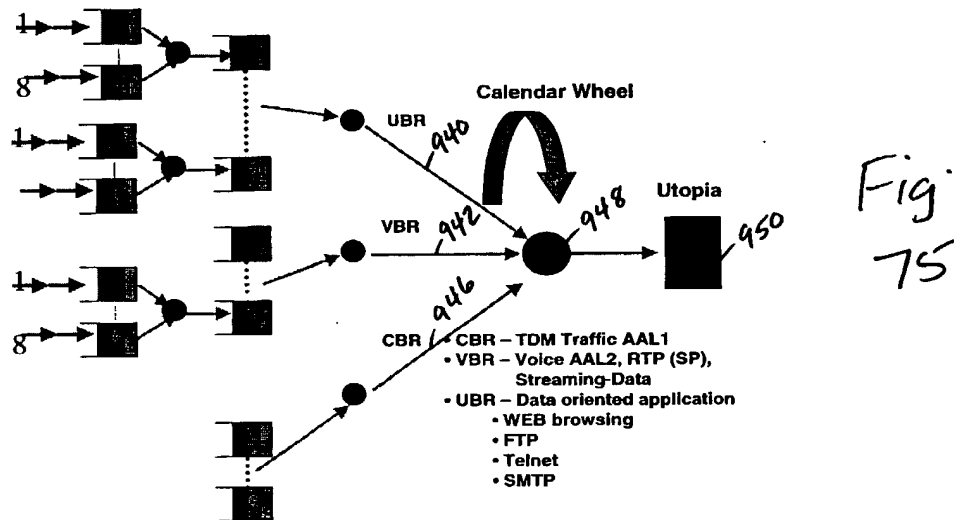 1
8
1
1
8
Calendar Wheel
UBR
940
VBR
942
948
Utopia
950
Fig.
75
CBR
946
• CBR – TDM Traffic AAL1
• VBR – Voice AAL2, RTP (SP),
Streaming-Data
• UBR – Data oriented application
• WEB browsing
• FTP
• Telnet
• SMTP